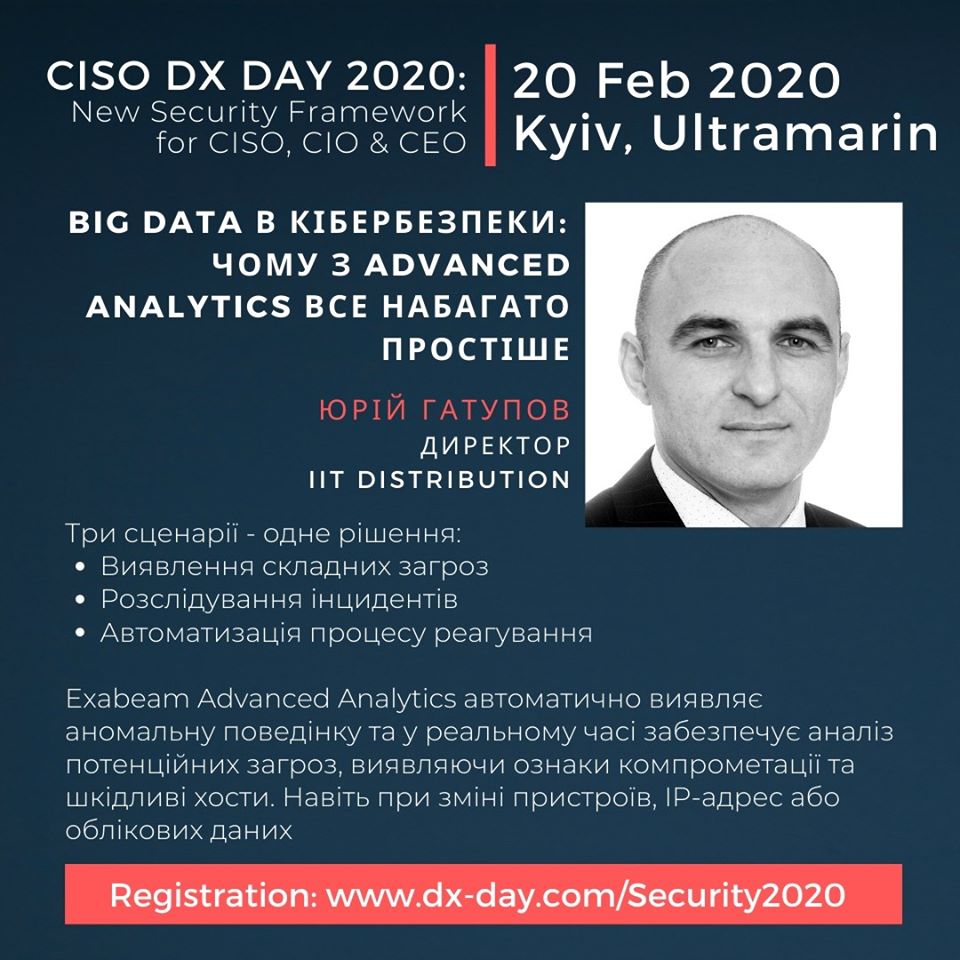 CISO DX DAY 2020:
New Security Framework
for CISO, CIO & CEO
20 Feb 2020
Kyiv, Ultramarin
BIG DATA В КІБЕРБЕЗПЕКИ:
ЧОМУ З ADVANCED
ANALYTICS ВСЕ НАБАГАТО
ПРОСТІШЕ
ЮРІЙ ГАТУПОВ
ДИРЕКТОР
IIT DISTRIBUTION
Три сценарії - одне рішення:
• Виявлення складних загроз
• Розслідування інцидентів
• Автоматизація процесу реагування
Exabeam Advanced Analytics автоматично виявляє
аномальну поведінку та у реальному часі забезпечує аналіз
потенційних загроз, виявляючи ознаки компрометації та
шкідливі хости. Навіть при зміні пристроїв, IP-адрес або
облікових даних
Registration: www.dx-day.com/Security2020